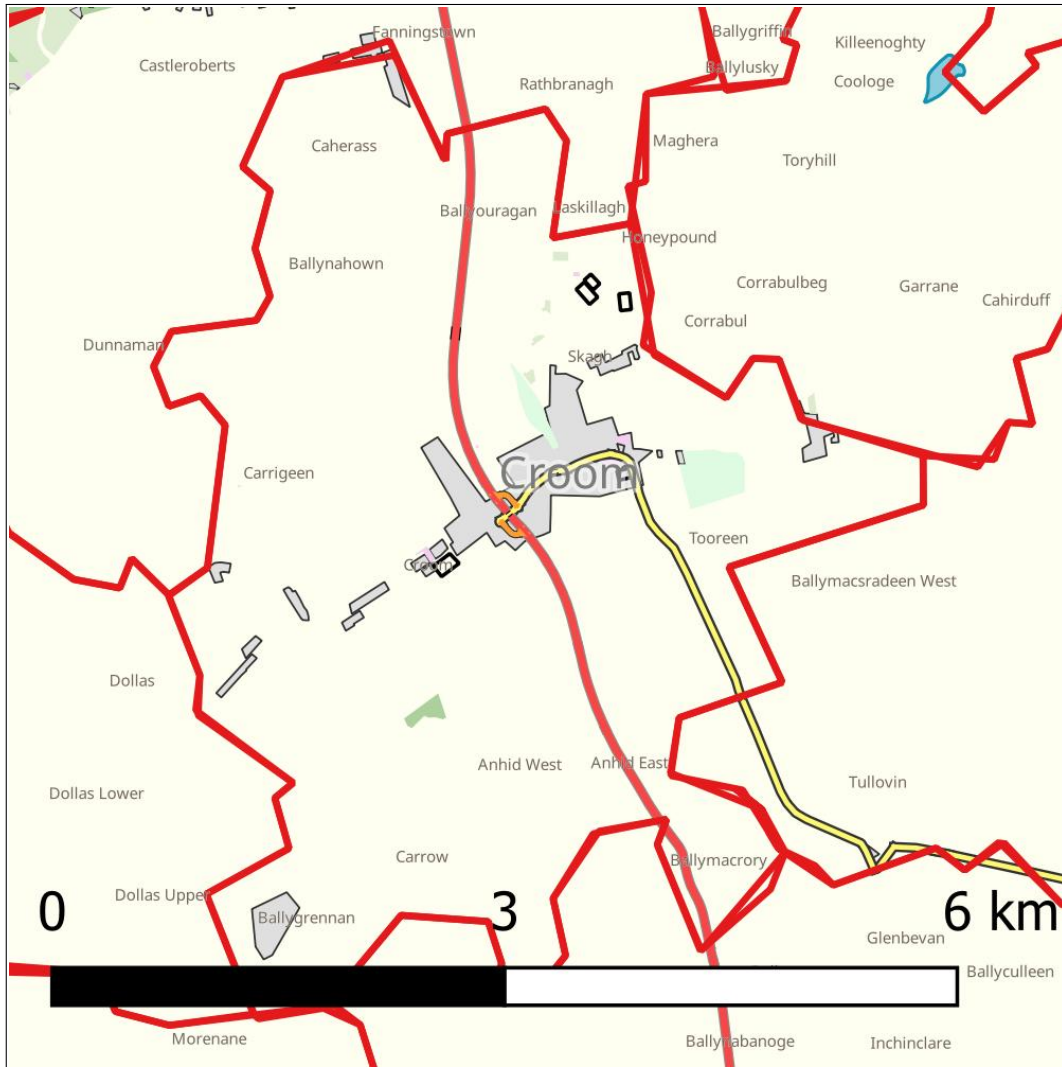 Fanningstown
Ballygriffin
Killeenoghty
Castleroberts
Ballylusky
Rathbranagh
Coologe
Caherass
Maghera
Toryhill
Ballyouragan
Laskillagh
Honeypound
Ballynahown
Corrabulbeg
Garrane
Cahirduff
Corrabul
Dunnaman
Skagh
Carrigeen
Croom
Tooreen
Croom
Ballymacsradeen West
Dollas
Anhid West
Anhid East
Tullovin
Dollas Lower
Carrow
Ballymacrory
Dollas Upper
0
3
6 km
Ballygrennan
Glenbevan
Ballyculleen
Morenane
Ballynabanoge
Inchinclare